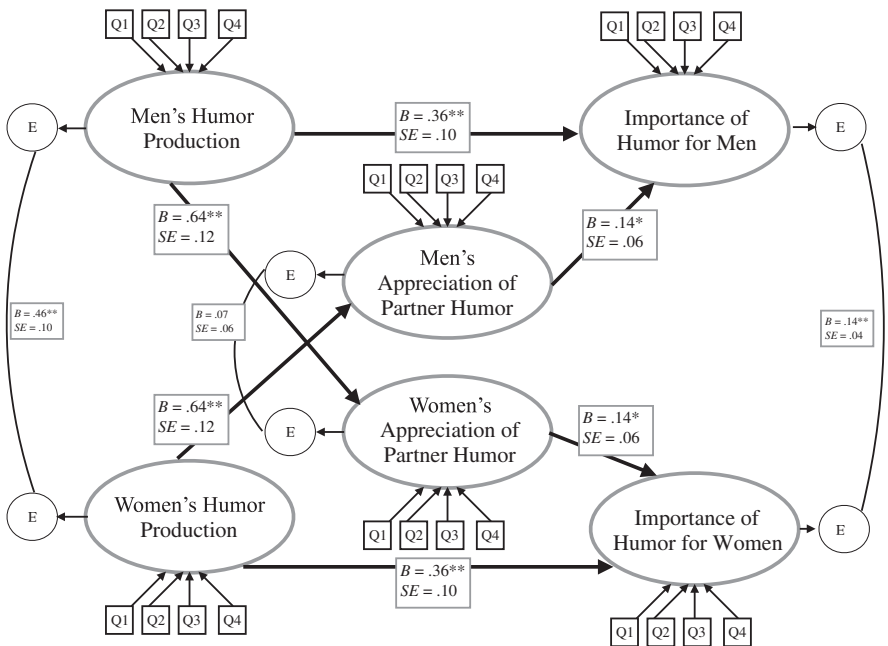 Q1 Q2 Q3 Q4
Q1 Q2 Q3 Q4
Men's Humor
Production
E
B = .36**
SE = .10
Importance of
Humor for Men
E
Q1 Q2 Q3 Q4
B = .64**
SE = .12
B = .14*
SE = .06
Men's
Appreciation of
Partner Humor
E
B = .46**
SE = .10
B = .07
SE = .06
B = .14**
SE = .04
B = .64**
SE = .12
E
Women's
Appreciation of
Partner Humor
B = .14*
SE = .06
E
Women's Humor
Production
Q1 Q2 Q3 Q4
Importance of
Humor for Women
E
B = .36**
SE = .10
Q1 Q2 Q3 Q4
Q1 Q2 Q3 Q4